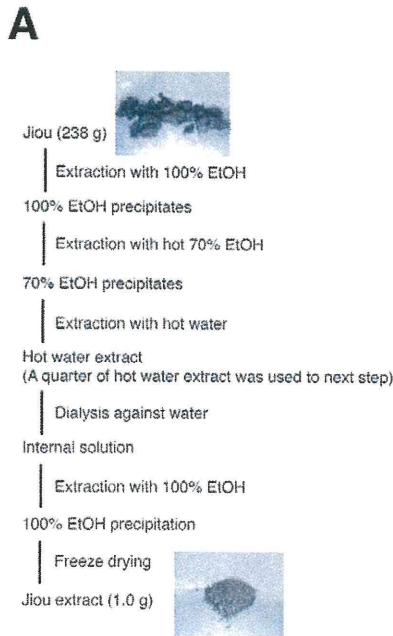 A
Jiou (238 g)
Extraction with 100% EtOH
100% EtOH precipitates
Extraction with hot 70% EtOH
70% EtOH precipitates
Extraction with hot water
Hot water extract
(A quarter of hot water extract was used to next step)
Dialysis against water
Internal solution
Extraction with 100% EtOH
100% EtOH precipitation
Freeze drying
Jiou extract (1.0 g)